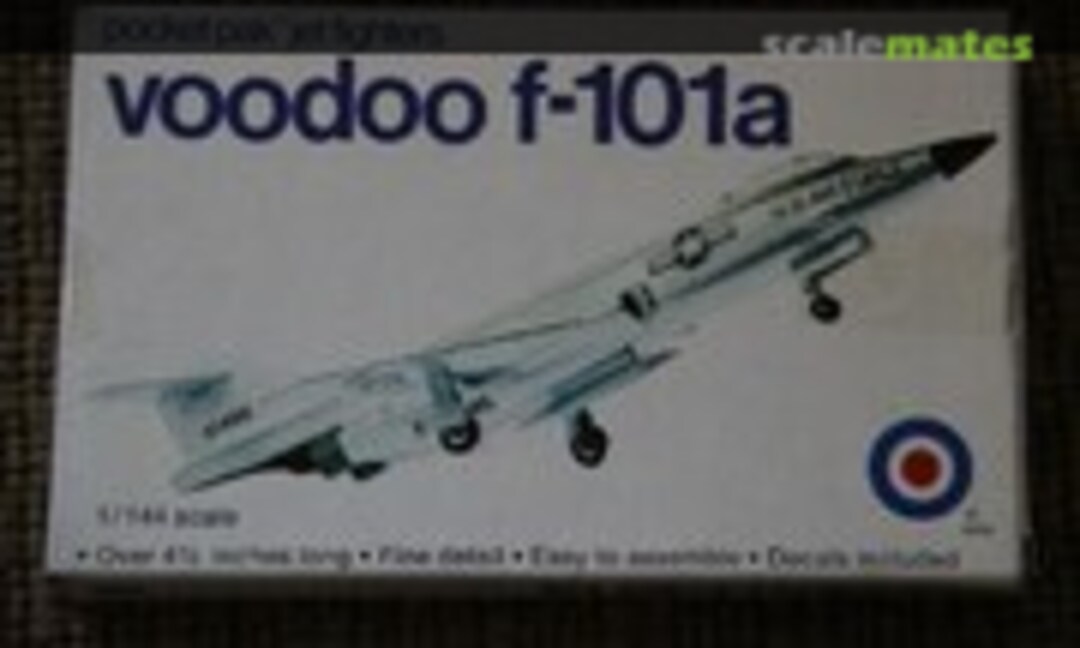 pocket pak jet fighters
scalemates
voodoo f-101a
U.S. AIR FORCE
1/144 scale
• Over 4½ inches long • Fine detail • Easy to assemble • Decals included